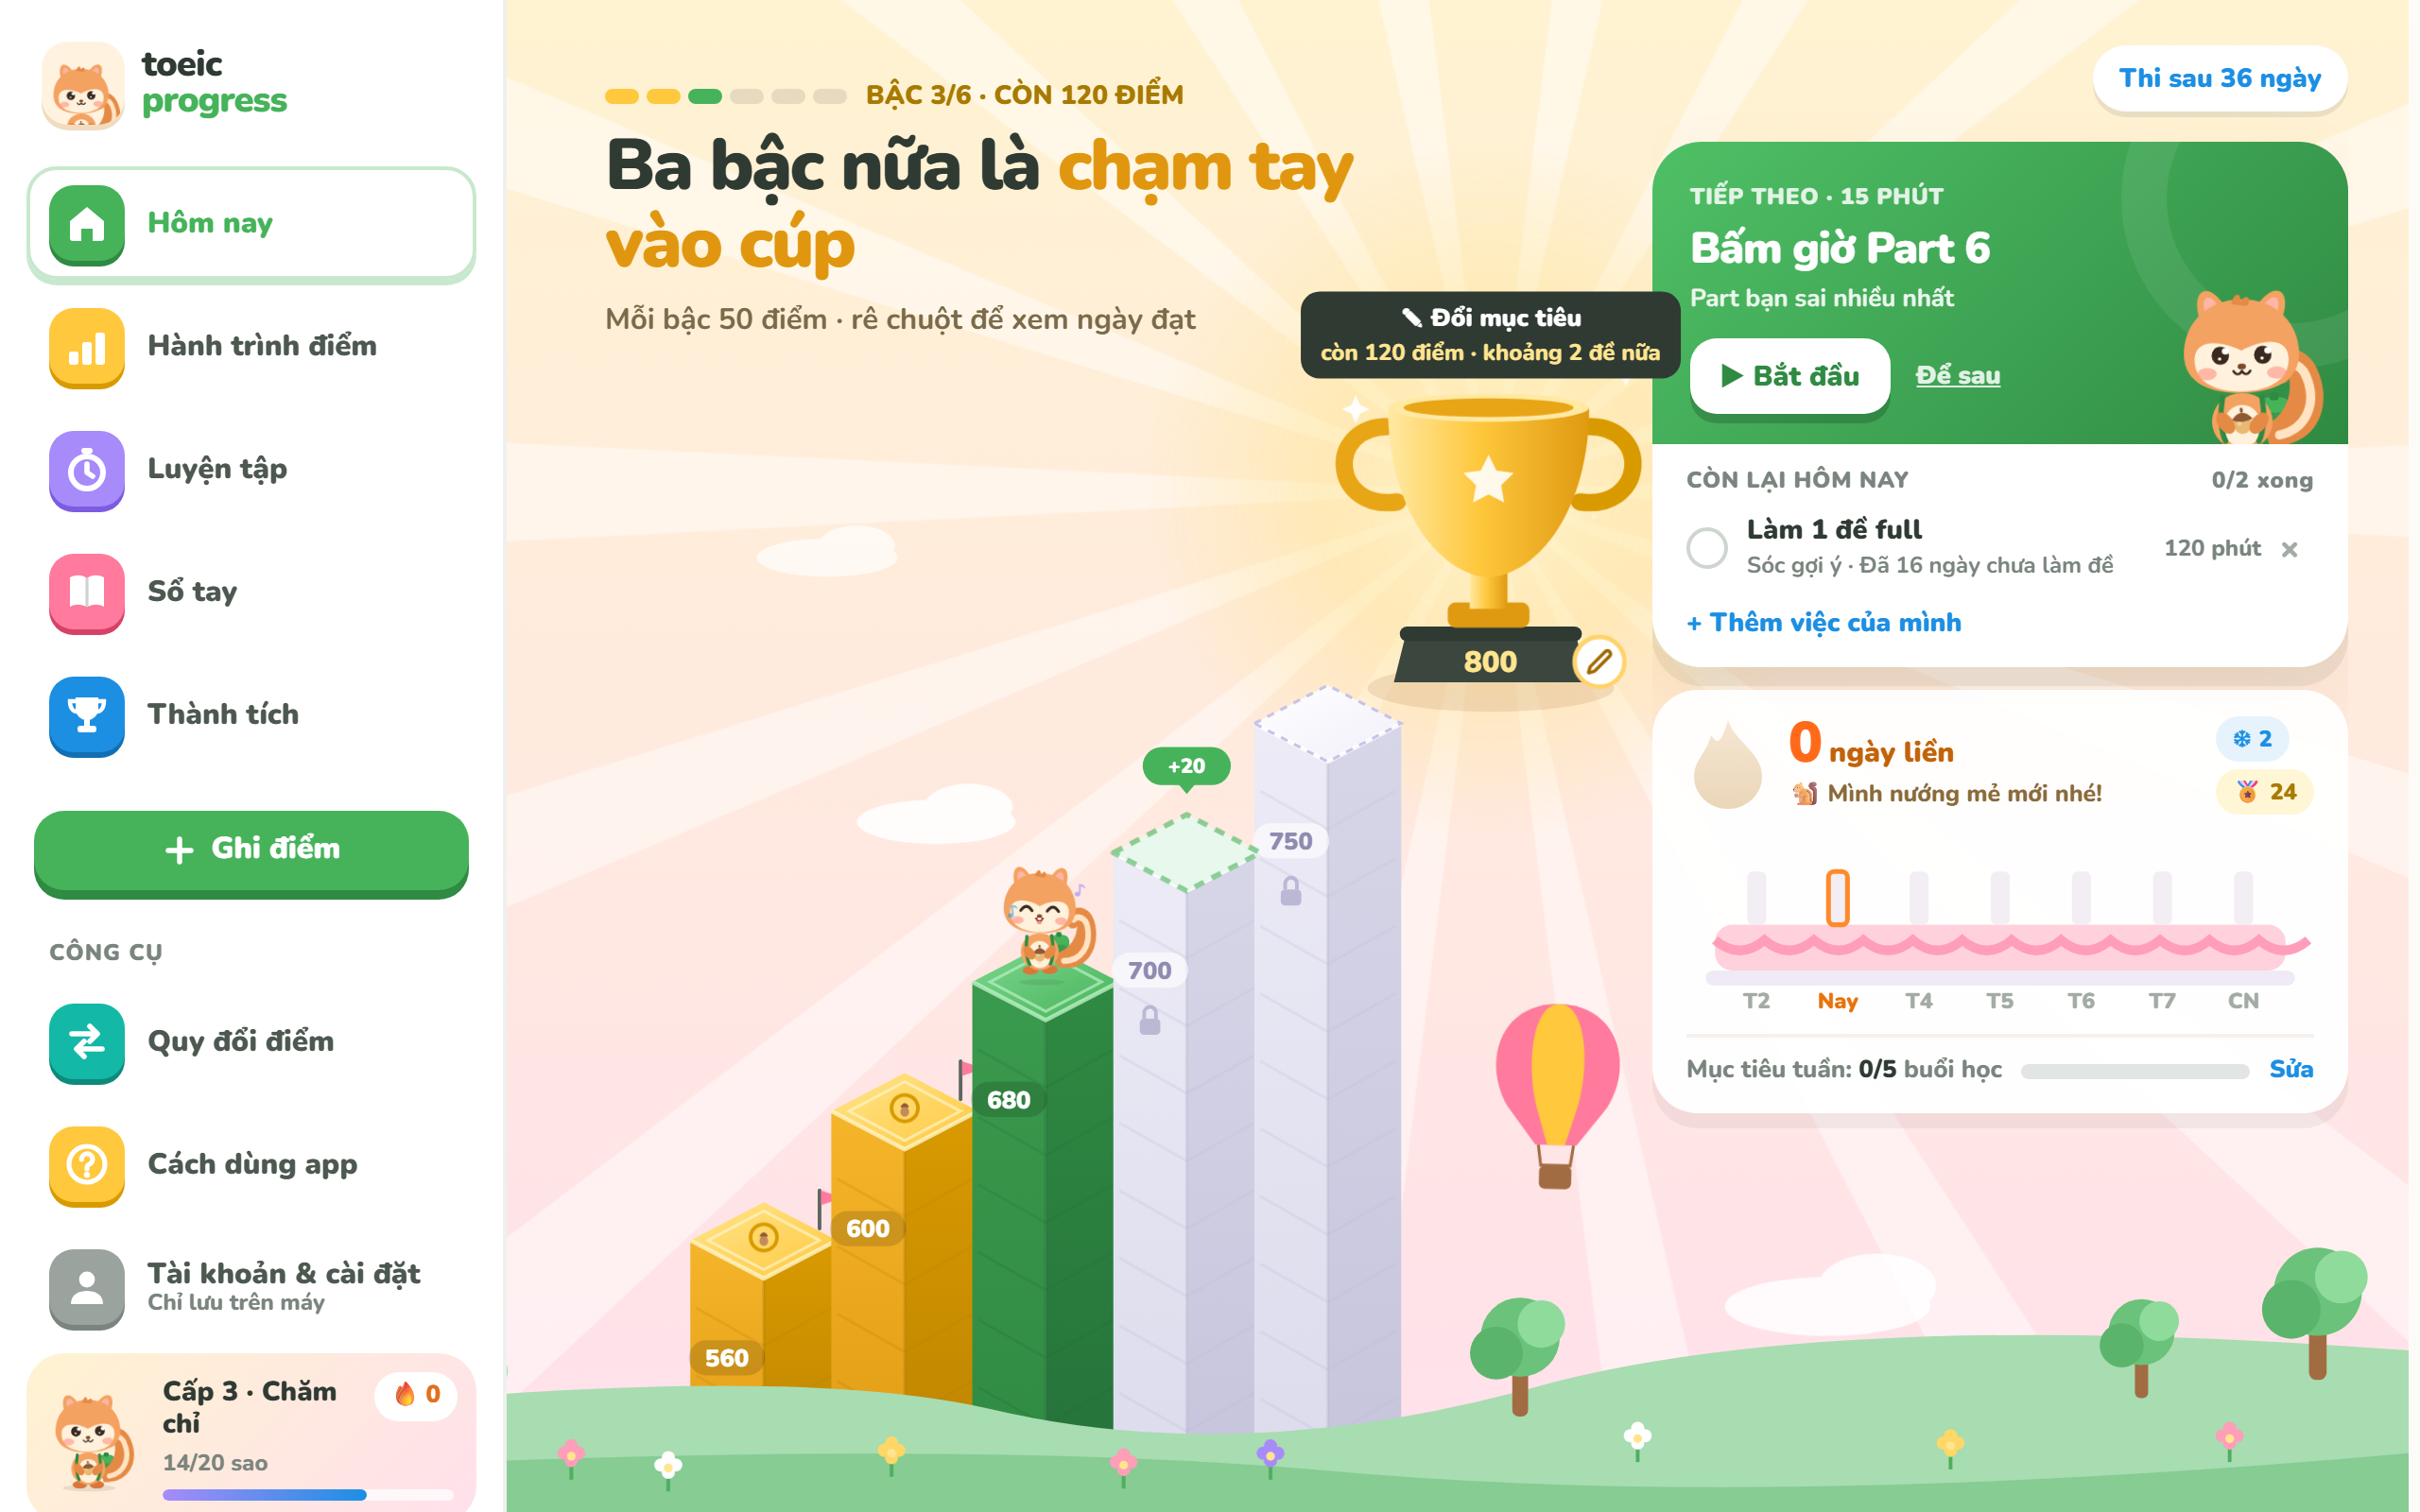 toeic
progress
Hôm nay
Hành trình điểm
Luyện tập
Sổ tay
Thành tích
+ Ghi điểm
CÔNG CỤ
Quy đổi điểm
Cách dùng app
Tài khoản & cài đặt
Chỉ lưu trên máy
Cấp 3 · Chăm
chỉ
0
14/20 sao
BẬC 3/6 · CÒN 120 ĐIỂM
Ba bậc nữa là chạm tay
vào cúp
Mỗi bậc 50 điểm · rê chuột để xem ngày đạt
Đổi mục tiêu
còn 120 điểm · khoảng 2 đề nữa
800
+20
750
700
680
600
560
Thi sau 36 ngày
TIẾP THEO · 15 PHÚT
Bấm giờ Part 6
Part bạn sai nhiều nhất
Bắt đầu
Để sau
CÒN LẠI HÔM NAY
0/2 xong
Làm 1 đề full
Sóc gợi ý · Đã 16 ngày chưa làm đề
120 phút ×
+ Thêm việc của mình
0 ngày liền
2
Mình nướng mẻ mới nhé!
24
T2 Nay T4 T5 T6 T7 CN
Mục tiêu tuần: 0/5 buổi học
Sửa